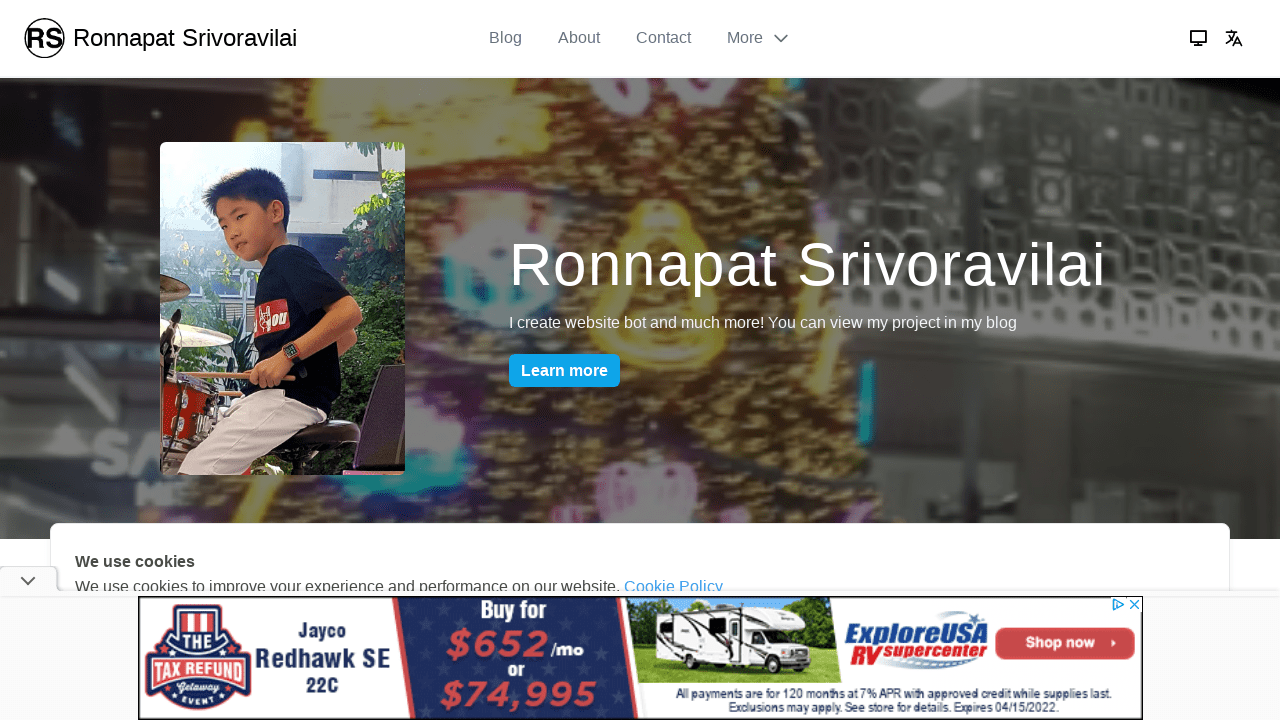 RS Ronnapat Srivoravilai
Blog About Contact More
Ronnapat Srivoravilai
I create website bot and much more! You can view my project in my blog
Learn more
We use cookies
We use cookies to improve your experience and performance on our website. Cookie Policy
THE
TAX REFUND
Getaway
EVENT
Jayco
Redhawk SE
22C
Buy for
$652/mo
or
$74,995
ExploreUSA
RV supercenter
Shop now
All payments are for 120 months at 7% APR with approved credit while supplies last.
Exclusions may apply. See store for details. Expires 04/15/2022.